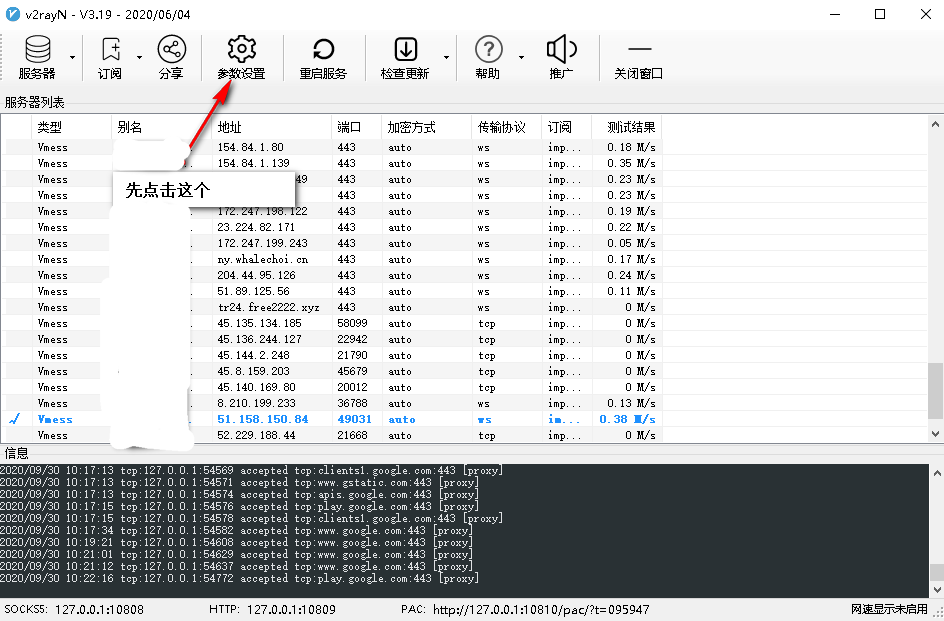 v2rayN - V3.19 - 2020/06/04
服务器 订阅 分享 参数设置 重启服务 检查更新 帮助 推广 关闭窗口
服务器列表
类型 别名 地址 端口 加密方式 传输协议 订阅 测试结果
Vmess 154.84.1.80 443 auto ws imp... 0.18 M/s
Vmess 154.84.1.139 443 auto ws imp... 0.35 M/s
Vmess 49 443 auto ws imp... 0.23 M/s
先点击这个
Vmess 443 auto ws imp... 0.23 M/s
Vmess 172.247.198.122 443 auto ws imp... 0.19 M/s
Vmess 23.224.82.171 443 auto ws imp... 0.22 M/s
Vmess 172.247.199.243 443 auto ws imp... 0.05 M/s
Vmess ny.whalechoi.cn 443 auto ws imp... 0.17 M/s
Vmess 204.44.95.126 443 auto ws imp... 0.24 M/s
Vmess 51.89.125.56 443 auto ws imp... 0.11 M/s
Vmess tr24.free2222.xyz 443 auto ws imp... 0 M/s
Vmess 45.135.134.185 58099 auto tcp imp... 0 M/s
Vmess 45.136.244.127 22942 auto tcp imp... 0 M/s
Vmess 45.144.2.248 21790 auto tcp imp... 0 M/s
Vmess 45.8.159.203 45679 auto tcp imp... 0 M/s
Vmess 45.140.169.80 20012 auto tcp imp... 0 M/s
Vmess 8.210.199.233 36788 auto ws imp... 0.13 M/s
Vmess 51.158.150.84 49031 auto ws im... 0.38 M/s
Vmess 52.229.188.44 21668 auto tcp imp... 0 M/s
信息
2020/09/30 10:17:13 tcp:127.0.0.1:54569 accepted tcp:clients1.google.com:443 [proxy]
2020/09/30 10:17:13 tcp:127.0.0.1:54571 accepted tcp:www.gstatic.com:443 [proxy]
2020/09/30 10:17:13 tcp:127.0.0.1:54574 accepted tcp:apis.google.com:443 [proxy]
2020/09/30 10:17:15 tcp:127.0.0.1:54576 accepted tcp:play.google.com:443 [proxy]
2020/09/30 10:17:15 tcp:127.0.0.1:54578 accepted tcp:clients1.google.com:443 [proxy]
2020/09/30 10:17:34 tcp:127.0.0.1:54582 accepted tcp:www.google.com:443 [proxy]
2020/09/30 10:19:21 tcp:127.0.0.1:54608 accepted tcp:www.google.com:443 [proxy]
2020/09/30 10:21:01 tcp:127.0.0.1:54629 accepted tcp:www.google.com:443 [proxy]
2020/09/30 10:21:12 tcp:127.0.0.1:54637 accepted tcp:www.google.com:443 [proxy]
2020/09/30 10:22:16 tcp:127.0.0.1:54772 accepted tcp:play.google.com:443 [proxy]
SOCKS5: 127.0.0.1:10808 HTTP: 127.0.0.1:10809 PAC: http://127.0.0.1:10810/pac/?t=095947 网速显示未启用